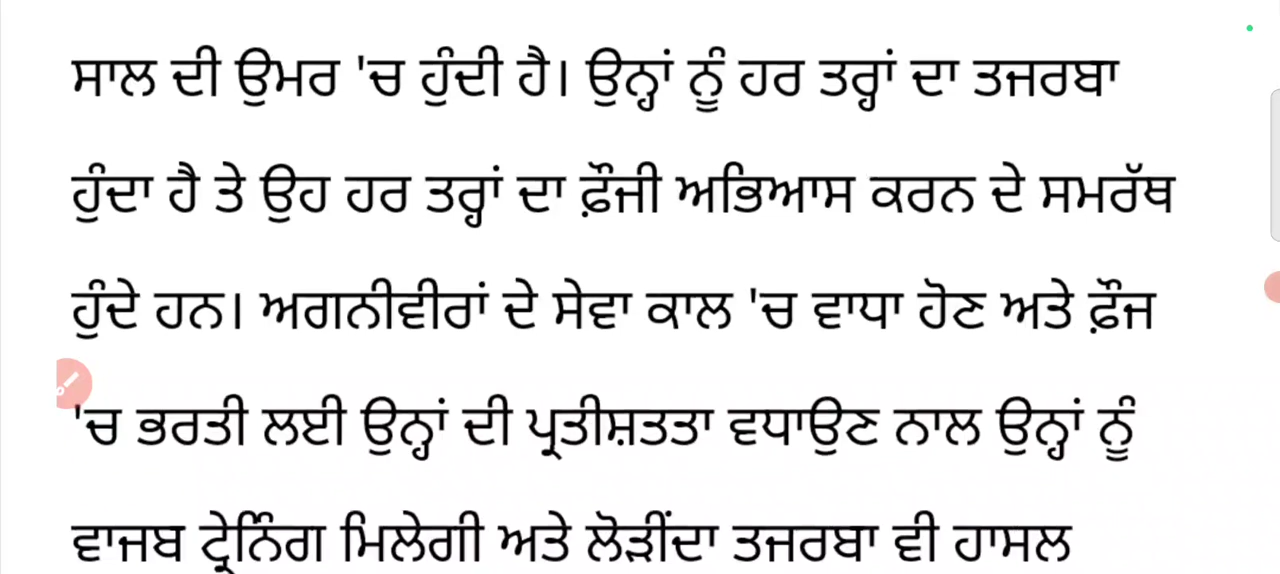 ਸਾਲ ਦੀ ਉਮਰ 'ਚ ਹੁੰਦੀ ਹੈ। ਉਨ੍ਹਾਂ ਨੂੰ ਹਰ ਤਰ੍ਹਾਂ ਦਾ ਤਜਰਬਾ
ਹੁੰਦਾ ਹੈ ਤੇ ਉਹ ਹਰ ਤਰ੍ਹਾਂ ਦਾ ਫ਼ੌਜੀ ਅਭਿਆਸ ਕਰਨ ਦੇ ਸਮਰੱਥ
ਹੁੰਦੇ ਹਨ। ਅਗਨੀਵੀਰਾਂ ਦੇ ਸੇਵਾ ਕਾਲ 'ਚ ਵਾਧਾ ਹੋਣ ਅਤੇ ਫ਼ੌਜ
'ਚ ਭਰਤੀ ਲਈ ਉਨ੍ਹਾਂ ਦੀ ਪ੍ਰਤੀਸ਼ਤਤਾ ਵਧਾਉਣ ਨਾਲ ਉਨ੍ਹਾਂ ਨੂੰ
ਵਾਜਬ ਟ੍ਰੇਨਿੰਗ ਮਿਲੇਗੀ ਅਤੇ ਲੋੜੀਂਦਾ ਤਜਰਬਾ ਵੀ ਹਾਸਲ